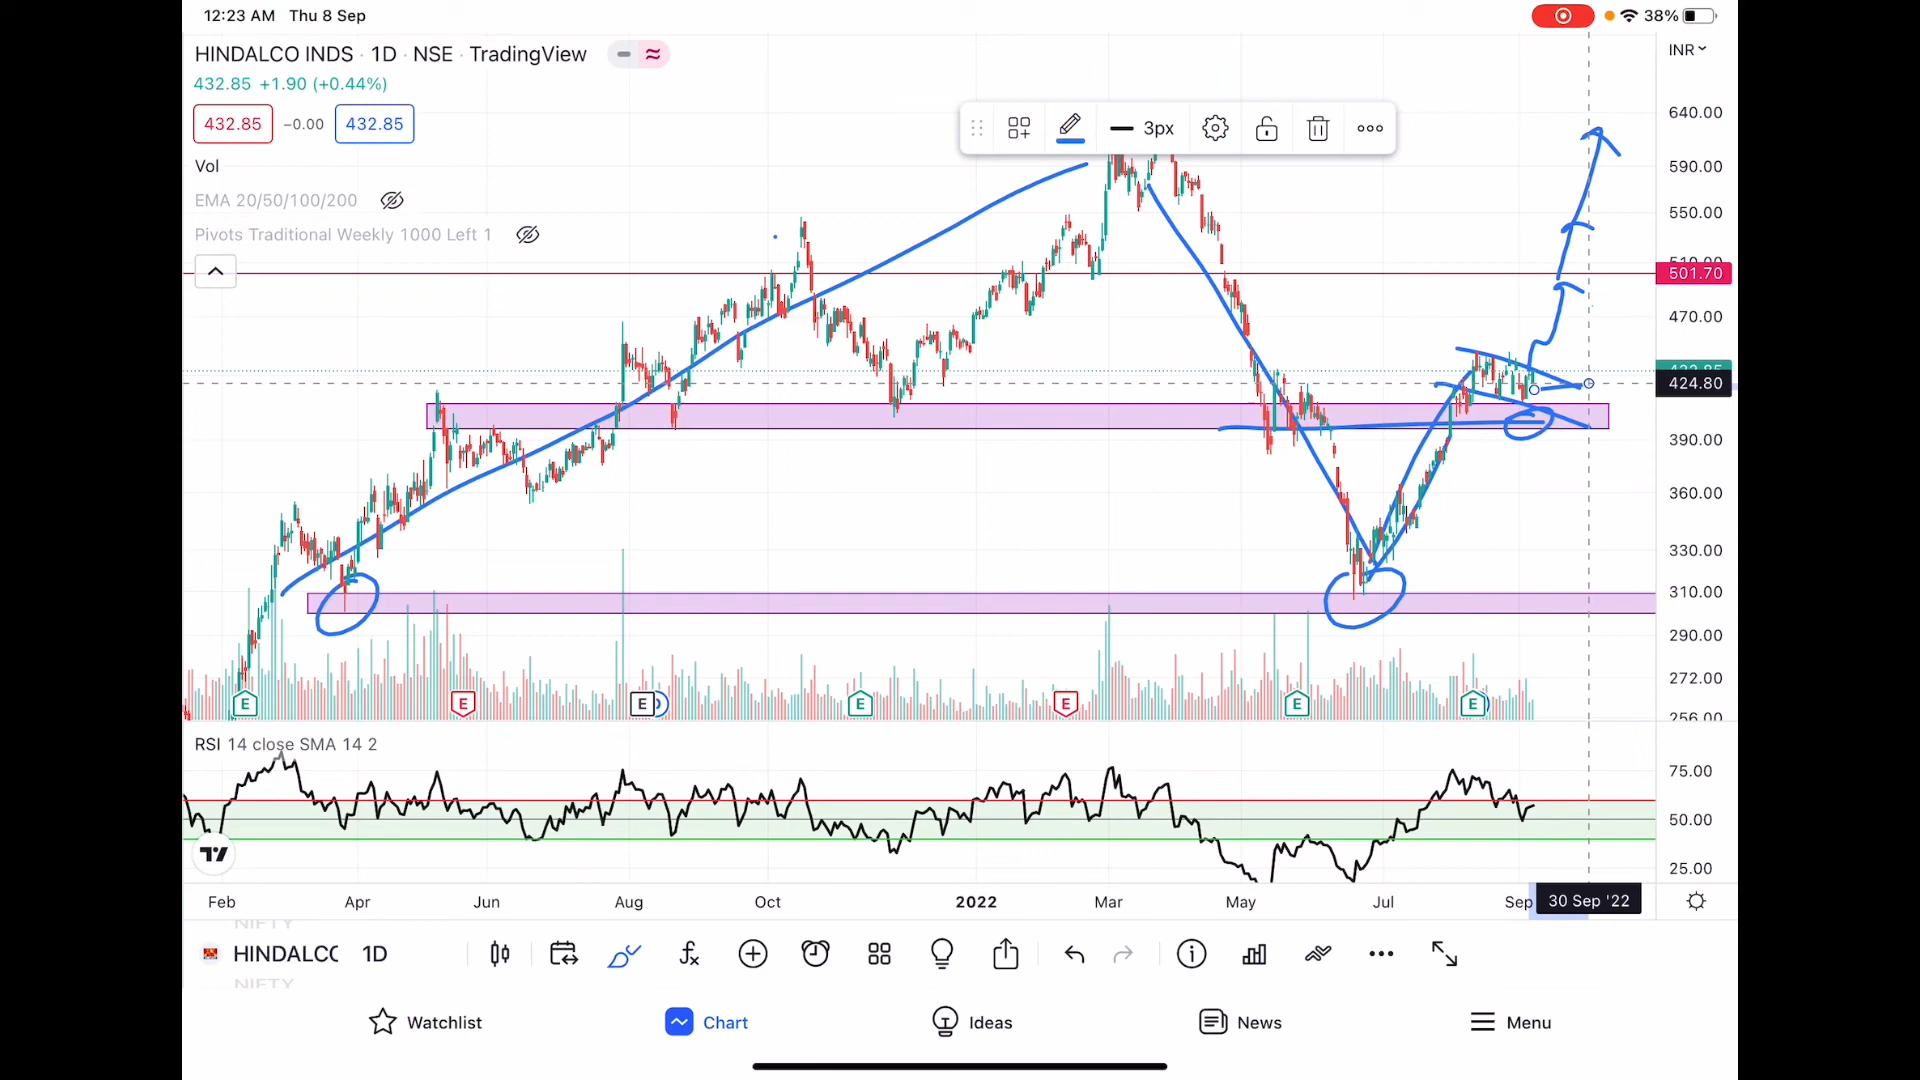 12:23 AM Thu 8 Sep 38%
HINDALCO INDS · 1D · NSE · TradingView INR
432.85 +1.90 (+0.44%)
432.85 −0.00 432.85
3px
Vol
EMA 20/50/100/200
Pivots Traditional Weekly 1000 Left 1
640.00
590.00
550.00
501.70
470.00
424.80
390.00
360.00
330.00
310.00
290.00
272.00
256.00
E E E E E E E
RSI 14 close SMA 14 2
75.00
50.00
25.00
Feb Apr Jun Aug Oct 2022 Mar May Jul Sep 30 Sep '22
NIFTY
HINDALCO 1D
NIFTY
Watchlist Chart Ideas News Menu